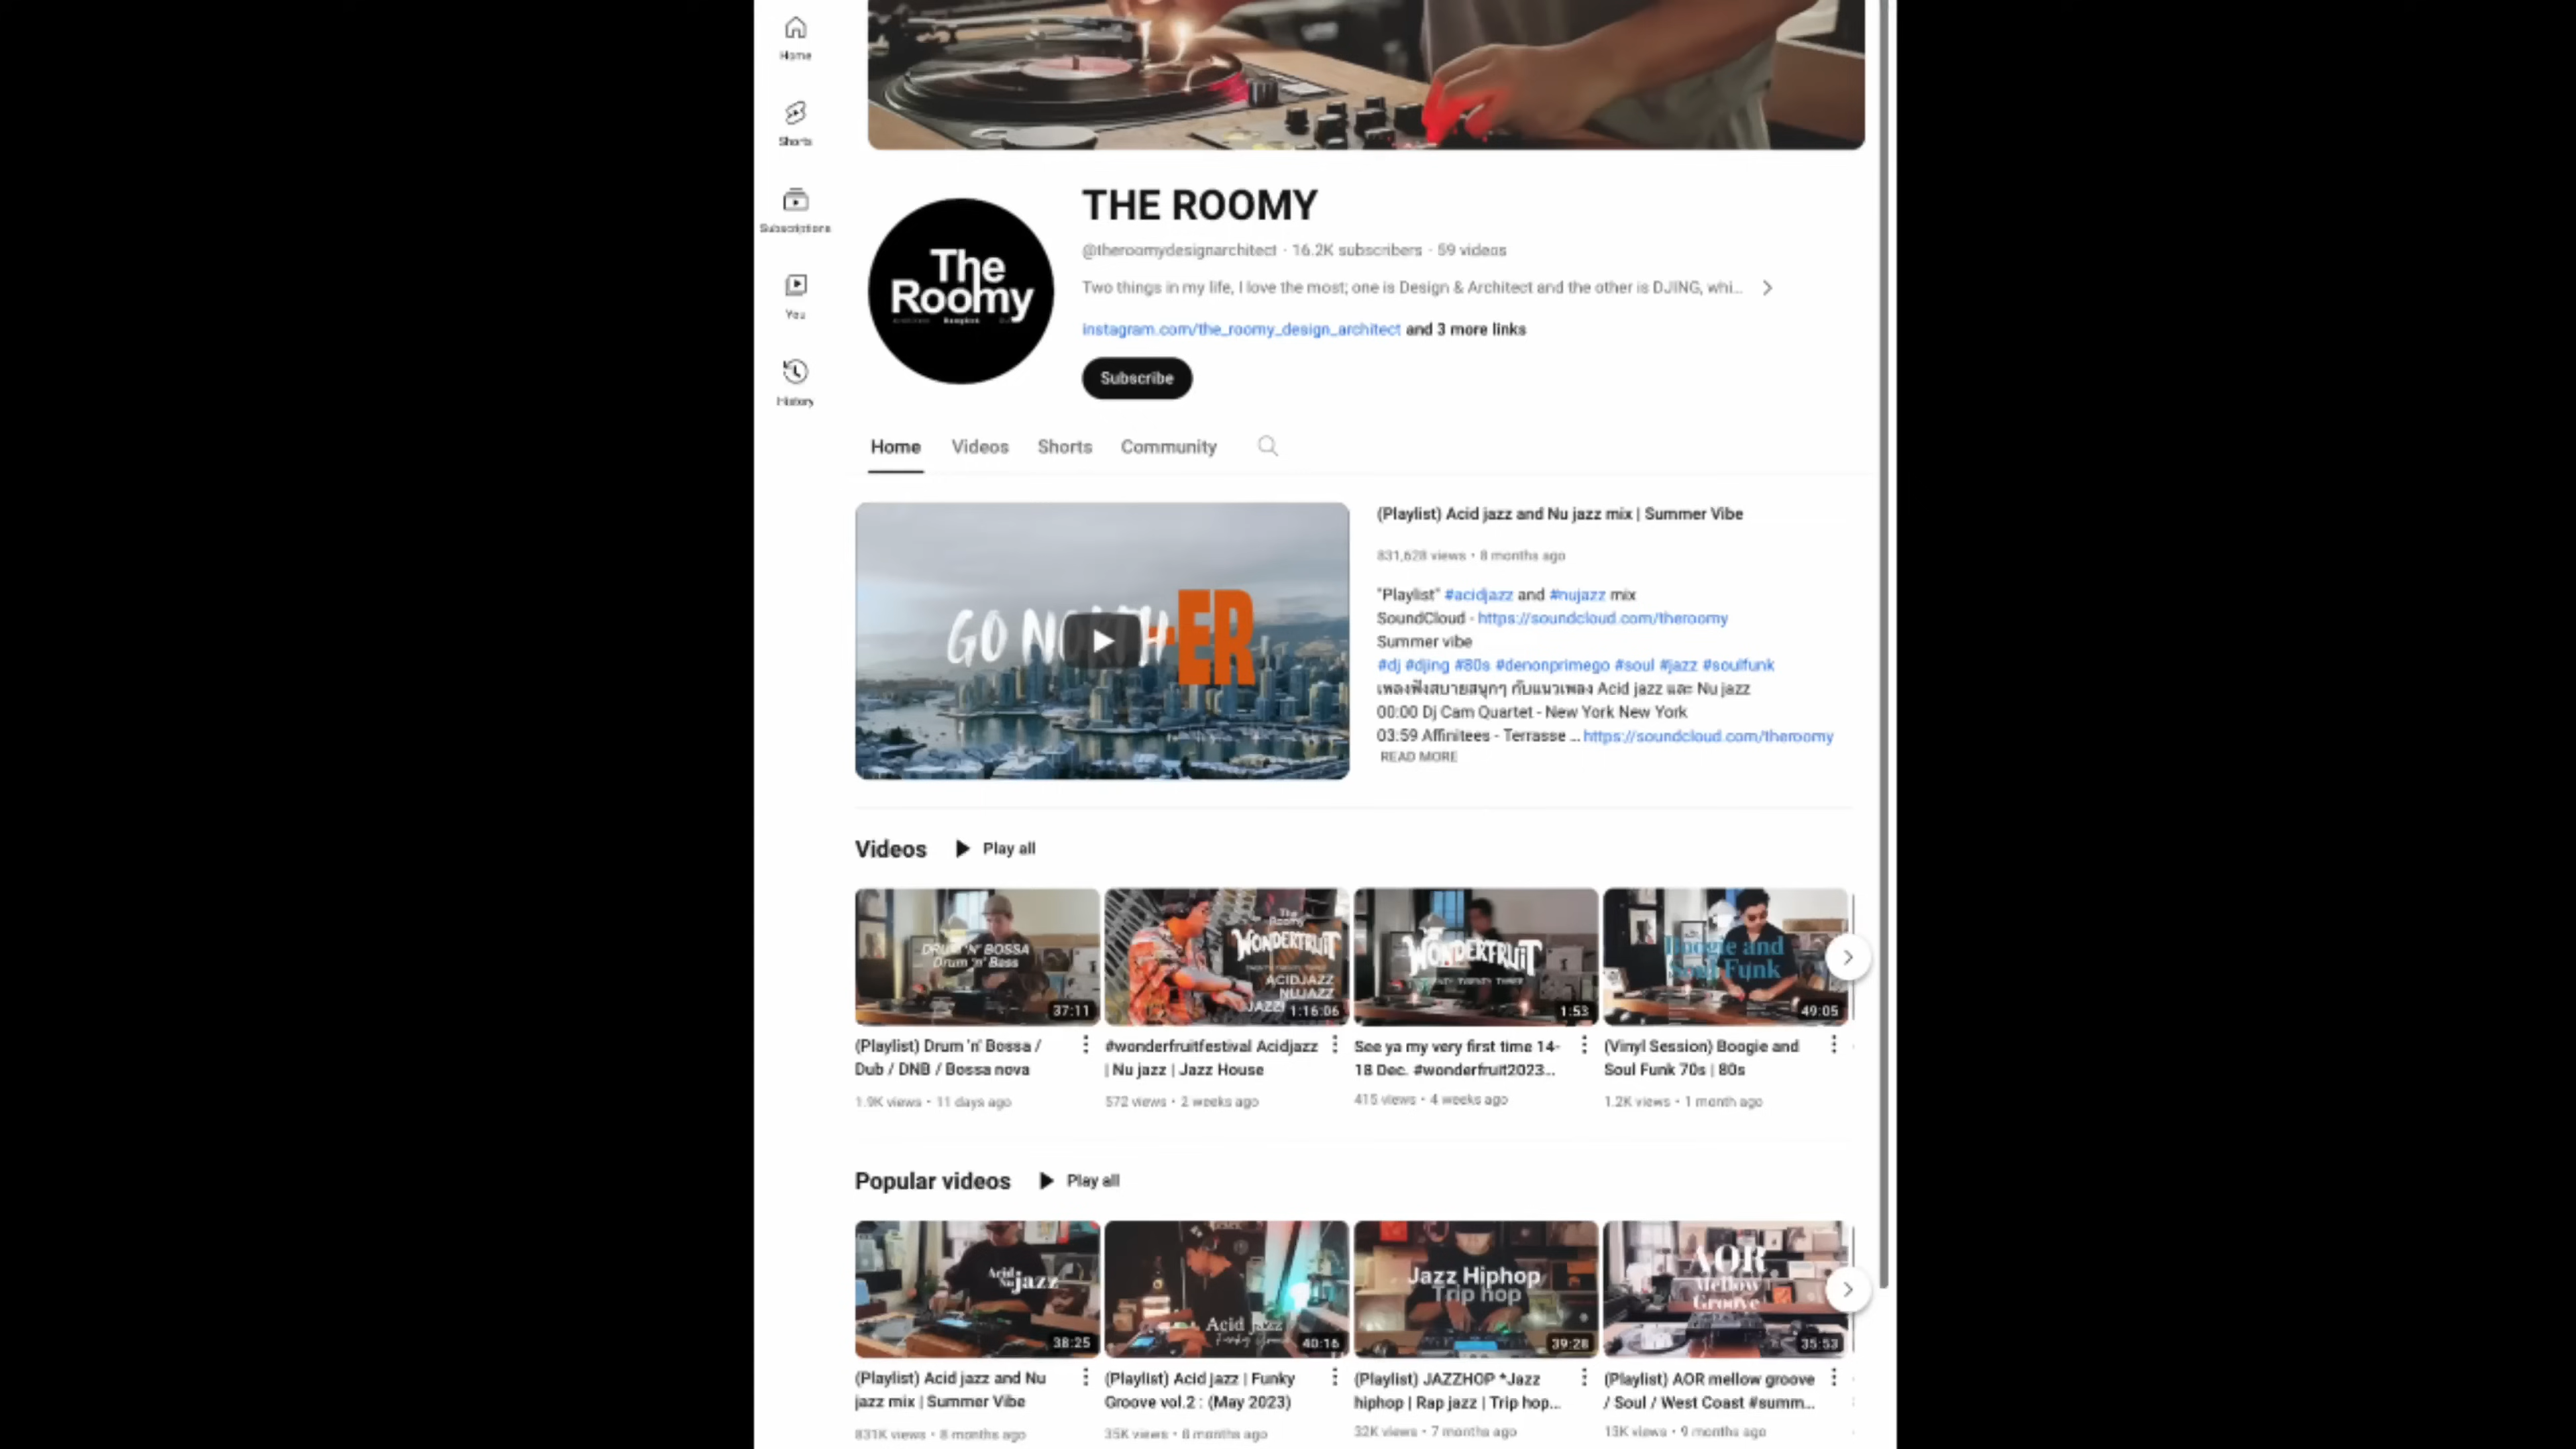 Home
Shorts
Subscriptions
You
History
The
Roomy
Bangkok
THE ROOMY
@theroomydesignarchitect · 16.2K subscribers · 59 videos
Two things in my life, I love the most; one is Design & Architect and the other is DJING, whi...
instagram.com/the_roomy_design_architect and 3 more links
Subscribe
Home Videos Shorts Community
GO NORTH-ER
(Playlist) Acid jazz and Nu jazz mix | Summer Vibe
831,628 views • 8 months ago
"Playlist" #acidjazz and #nujazz mix
SoundCloud - https://soundcloud.com/theroomy
Summer vibe
#dj #djing #80s #denonprimego #soul #jazz #soulfunk
เพลงฟังสบายสนุกๆ กับแนวเพลง Acid jazz และ Nu jazz
00:00 Dj Cam Quartet - New York New York
03:59 Affinitees - Terrasse ... https://soundcloud.com/theroomy
READ MORE
Videos Play all
DRUM 'N' BOSSA
Drum 'n' Bass
37:11
The
Roomy
WONDERFRUIT
ACIDJAZZ
NUJAZZ
JAZZ
1:16:06
WONDERFRUIT
1:53
Boogie and
Soul Funk
49:05
(Playlist) Drum 'n' Bossa /
Dub / DNB / Bossa nova
1.9K views • 11 days ago
#wonderfruitfestival Acidjazz
| Nu jazz | Jazz House
572 views • 2 weeks ago
See ya my very first time 14-
18 Dec. #wonderfruit2023...
415 views • 4 weeks ago
(Vinyl Session) Boogie and
Soul Funk 70s | 80s
1.2K views • 1 month ago
Popular videos Play all
Acid
Nu jazz
38:25
Acid jazz
40:16
Jazz Hiphop
Trip hop
39:28
AOR
Mellow
Groove
35:53
(Playlist) Acid jazz and Nu
jazz mix | Summer Vibe
831K views • 8 months ago
(Playlist) Acid jazz | Funky
Groove vol.2 : (May 2023)
35K views • 8 months ago
(Playlist) JAZZHOP *Jazz
hiphop | Rap jazz | Trip hop...
32K views • 7 months ago
(Playlist) AOR mellow groove
/ Soul / West Coast #summ...
13K views • 9 months ago